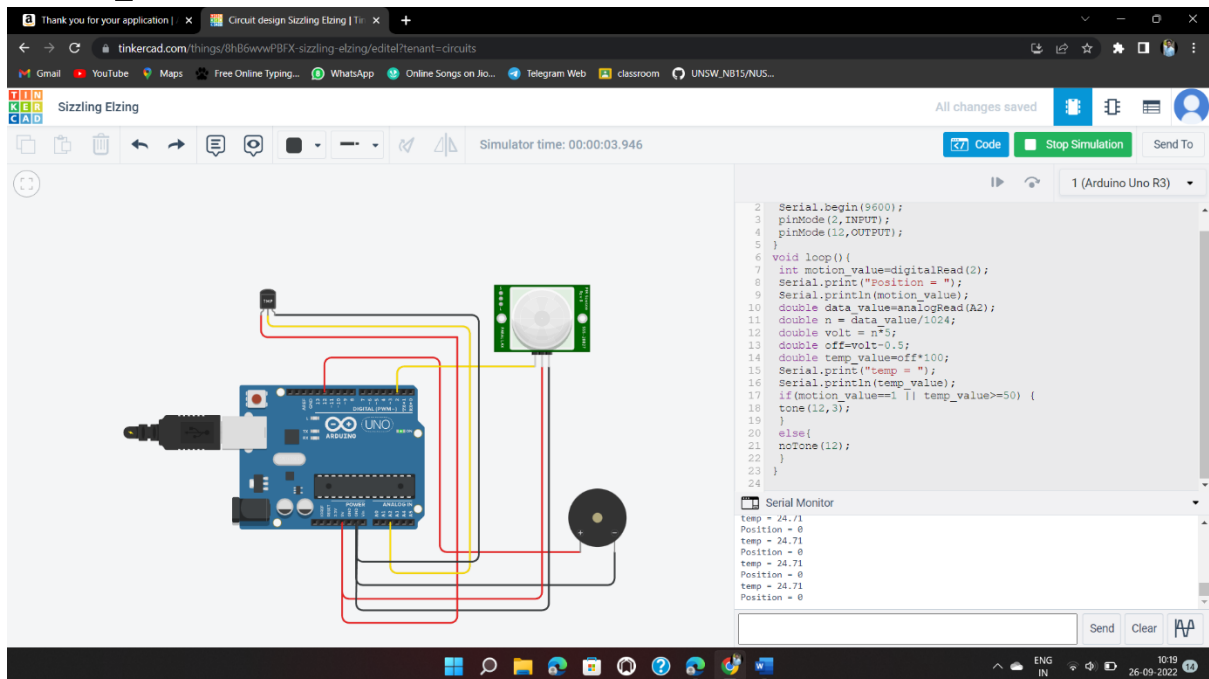 Thank you for your application | A
Circuit design Sizzling Elzing | Tin
tinkercad.com/things/8hB6wvwPBFX-sizzling-elzing/editel?tenant=circuits
Gmail YouTube Maps Free Online Typing... WhatsApp Online Songs on Jio... Telegram Web classroom UNSW_NB15/NUS...
TIN
KER
CAD
Sizzling Elzing
All changes saved
Simulator time: 00:00:03.946
Code
Stop Simulation
Send To
1 (Arduino Uno R3)
2 Serial.begin(9600);
3 pinMode(2,INPUT);
4 pinMode(12,OUTPUT);
5 }
6 void loop(){
7 int motion_value=digitalRead(2);
8 Serial.print("Position = ");
9 Serial.println(motion_value);
10 double data_value=analogRead(A2);
11 double n = data_value/1024;
12 double volt = n*5;
13 double off=volt-0.5;
14 double temp_value=off*100;
15 Serial.print("temp = ");
16 Serial.println(temp_value);
17 if(motion_value==1 || temp_value>=50) {
18 tone(12,3);
19 }
20 else{
21 noTone(12);
22 }
23 }
24
TMP
DIGITAL (PWM~)
UNO
ARDUINO
POWER
ANALOG IN
Serial Monitor
temp = 24.71
Position = 0
temp = 24.71
Position = 0
temp = 24.71
Position = 0
temp = 24.71
Position = 0
Send
Clear
ENG
IN
10:19
26-09-2022
14